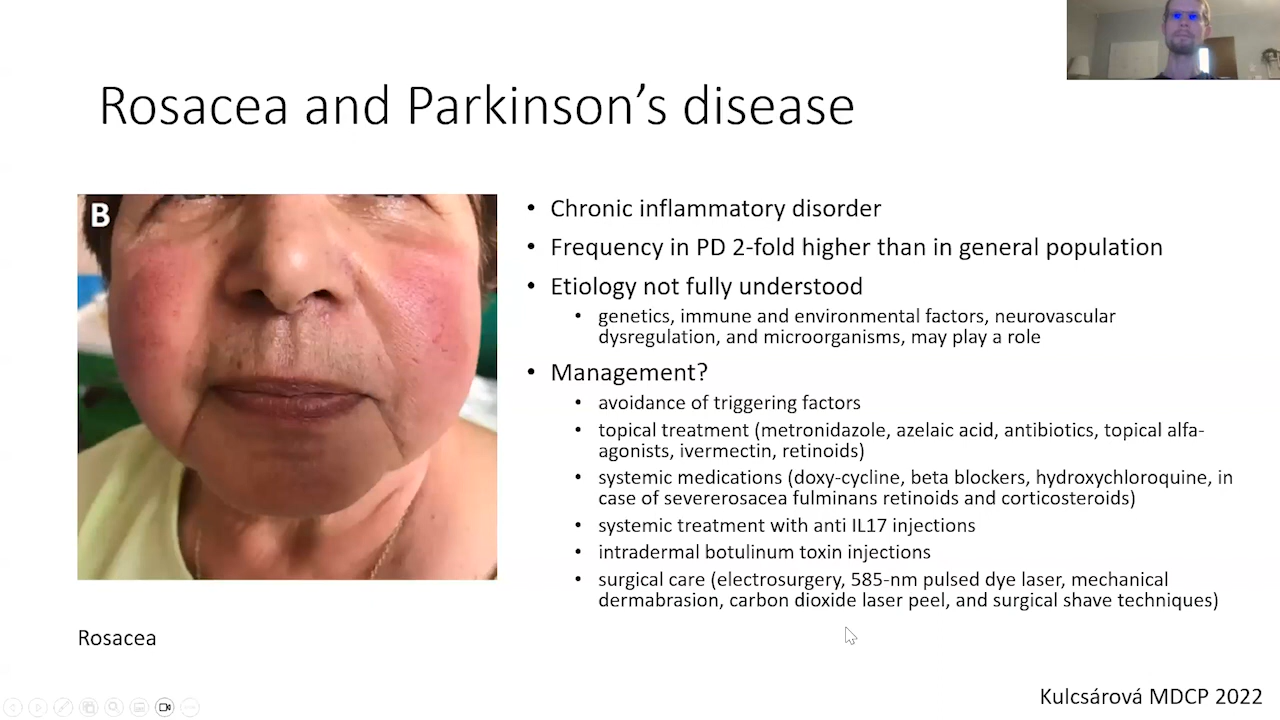 Rosacea and Parkinson's disease
B
• Chronic inflammatory disorder
• Frequency in PD 2-fold higher than in general population
• Etiology not fully understood
• genetics, immune and environmental factors, neurovascular
dysregulation, and microorganisms, may play a role
• Management?
• avoidance of triggering factors
• topical treatment (metronidazole, azelaic acid, antibiotics, topical alfa-
agonists, ivermectin, retinoids)
• systemic medications (doxy-cycline, beta blockers, hydroxychloroquine, in
case of severerosacea fulminans retinoids and corticosteroids)
• systemic treatment with anti IL17 injections
• intradermal botulinum toxin injections
• surgical care (electrosurgery, 585-nm pulsed dye laser, mechanical
dermabrasion, carbon dioxide laser peel, and surgical shave techniques)
Rosacea
Kulcsárová MDCP 2022